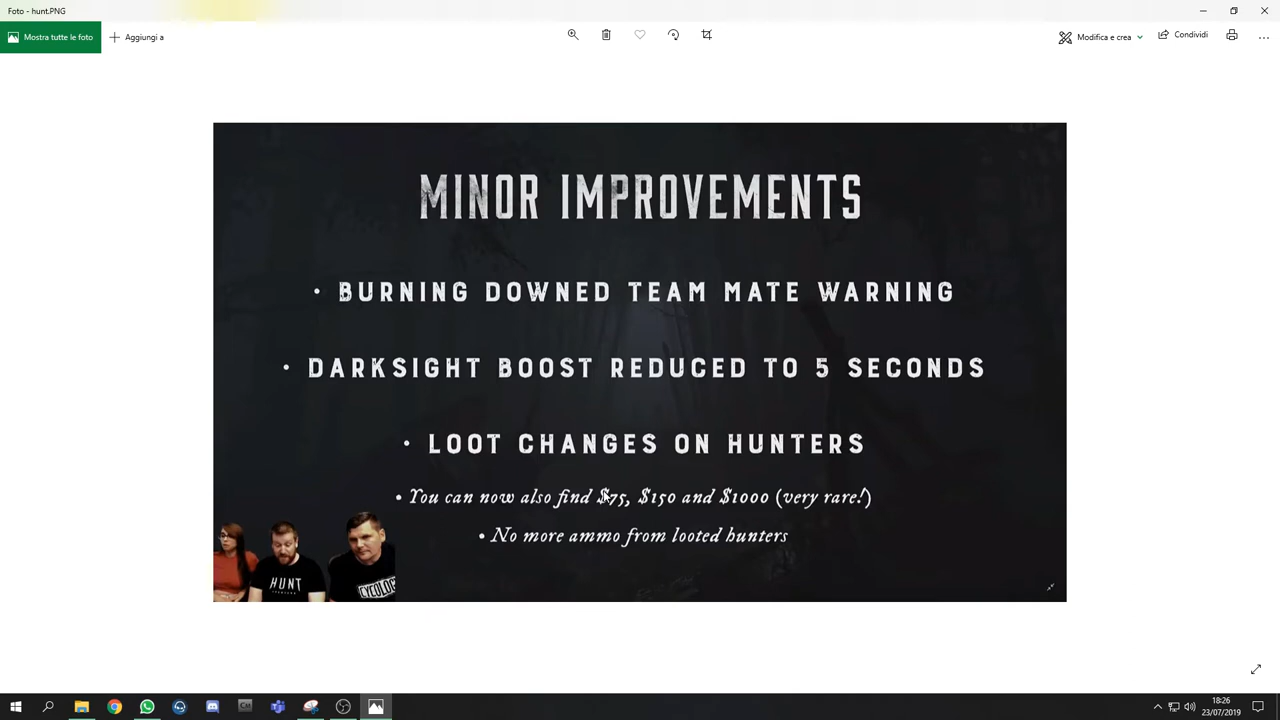 Foto - hunt.PNG
Mostra tutte le foto
Aggiungi a
Modifica e crea
Condividi
MINOR IMPROVEMENTS
• BURNING DOWNED TEAM MATE WARNING
• DARKSIGHT BOOST REDUCED TO 5 SECONDS
• LOOT CHANGES ON HUNTERS
• You can now also find $75, $150 and $1000 (very rare!)
• No more ammo from looted hunters
HUNT
18:26
23/07/2019